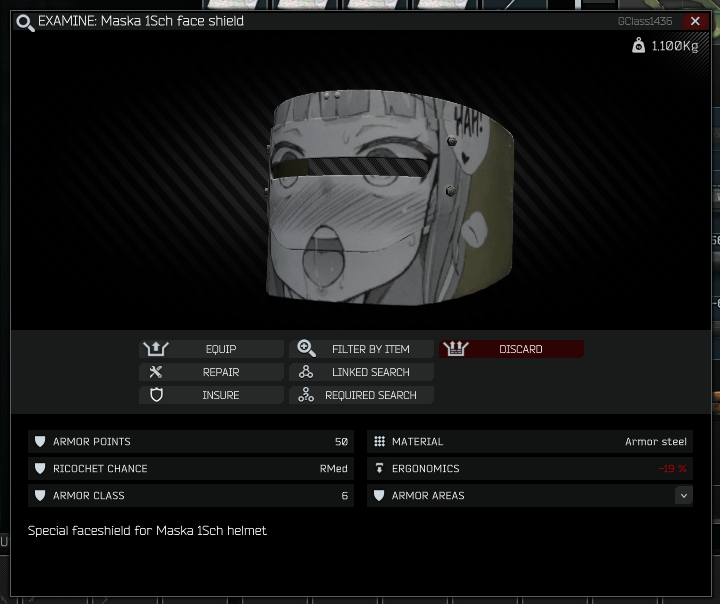 EXAMINE: Maska 1Sch face shield
GClass1436
1.100Kg
HAH!
EQUIP
FILTER BY ITEM
DISCARD
REPAIR
LINKED SEARCH
INSURE
REQUIRED SEARCH
ARMOR POINTS 50
MATERIAL Armor steel
RICOCHET CHANCE RMed
ERGONOMICS -19 %
ARMOR CLASS 6
ARMOR AREAS
Special faceshield for Maska 1Sch helmet